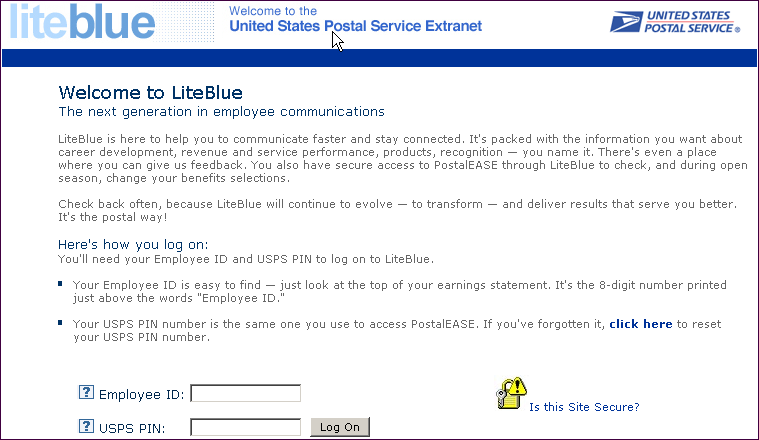 liteblue
Welcome to the
United States Postal Service Extranet
UNITED STATES
POSTAL SERVICE ®
Welcome to LiteBlue
The next generation in employee communications
LiteBlue is here to help you to communicate faster and stay connected. It's packed with the information you want about
career development, revenue and service performance, products, recognition — you name it. There's even a place
where you can give us feedback. You also have secure access to PostalEASE through LiteBlue to check, and during open
season, change your benefits selections.
Check back often, because LiteBlue will continue to evolve — to transform — and deliver results that serve you better.
It's the postal way!
Here's how you log on:
You'll need your Employee ID and USPS PIN to log on to LiteBlue.
Your Employee ID is easy to find — just look at the top of your earnings statement. It's the 8-digit number printed
just above the words "Employee ID."
Your USPS PIN number is the same one you use to access PostalEASE. If you've forgotten it, click here to reset
your USPS PIN number.
? Employee ID:
Is this Site Secure?
? USPS PIN: Log On